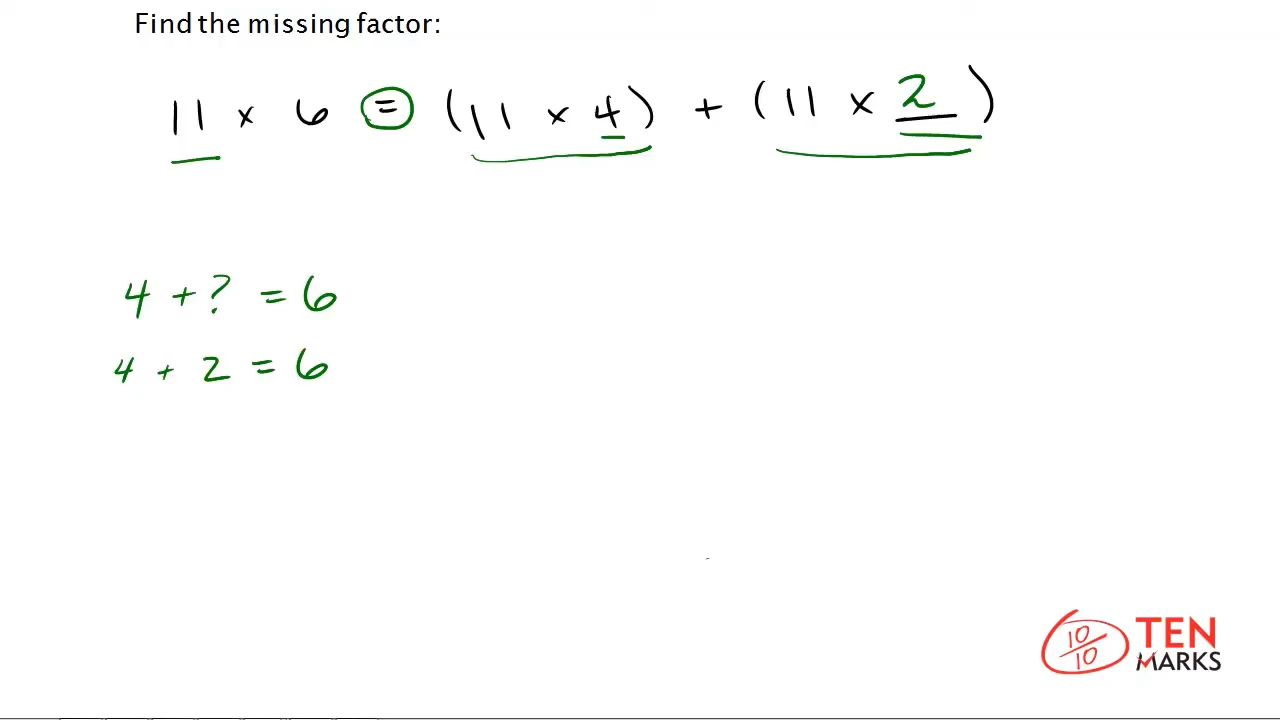 Find the missing factor:
11 × 6 = (11 × 4) + (11 × 2)
4 + ? = 6
4 + 2 = 6
10/10 TEN
MARKS